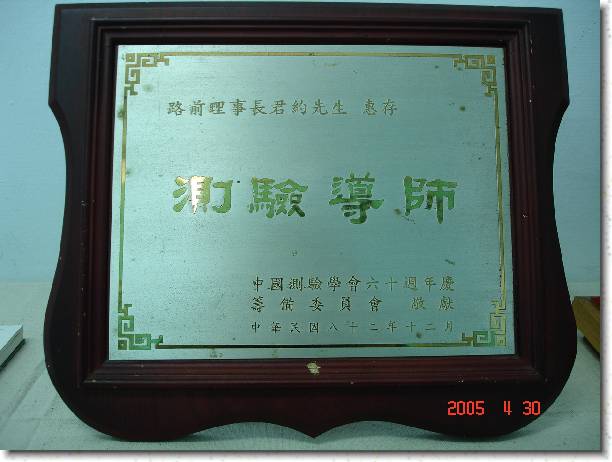 路前理事長君約先生 惠存
測驗導師
中國測驗學會六十週年慶
籌備委員會 敬獻
中華民國八十二年十二月
2005 4 30